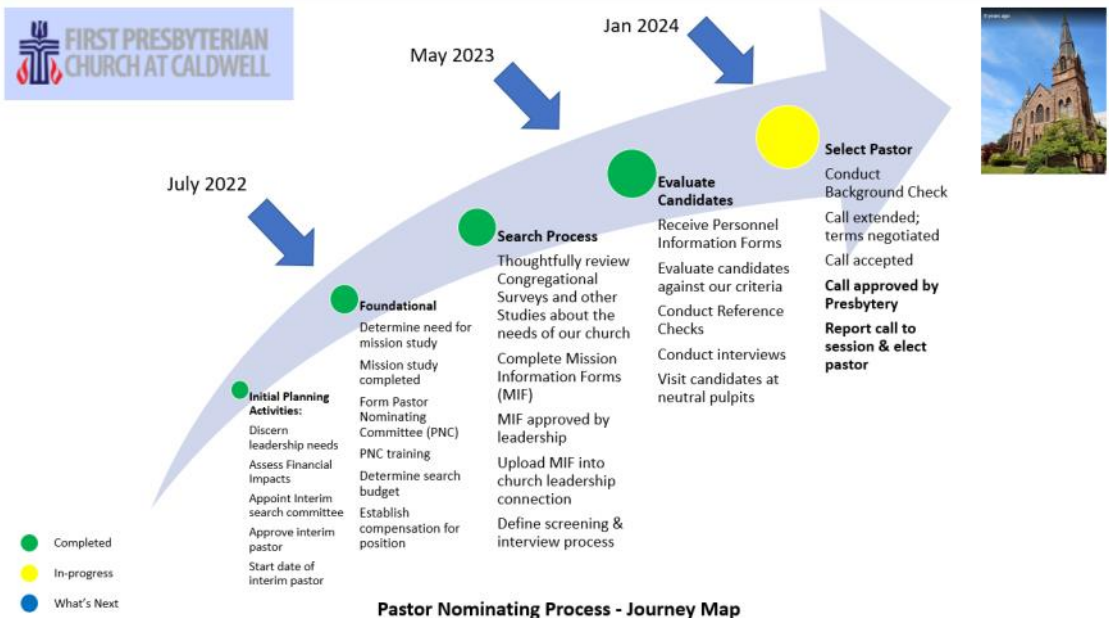 FIRST PRESBYTERIAN
CHURCH AT CALDWELL
July 2022
May 2023
Jan 2024
Initial Planning
Activities:
Discern
leadership needs
Assess Financial
Impacts
Appoint Interim
search committee
Approve interim
pastor
Start date of
interim pastor
Foundational
Determine need for
mission study
Mission study
completed
Form Pastor
Nominating
Committee (PNC)
PNC training
Determine search
budget
Establish
compensation for
position
Search Process
Thoughtfully review
Congregational
Surveys and other
Studies about the
needs of our church
Complete Mission
Information Forms
(MIF)
MIF approved by
leadership
Upload MIF into
church leadership
connection
Define screening &
interview process
Evaluate
Candidates
Receive Personnel
Information Forms
Evaluate candidates
against our criteria
Conduct Reference
Checks
Conduct interviews
Visit candidates at
neutral pulpits
Select Pastor
Conduct
Background Check
Call extended;
terms negotiated
Call accepted
Call approved by
Presbytery
Report call to
session & elect
pastor
Completed
In-progress
What's Next
Pastor Nominating Process - Journey Map
years ago